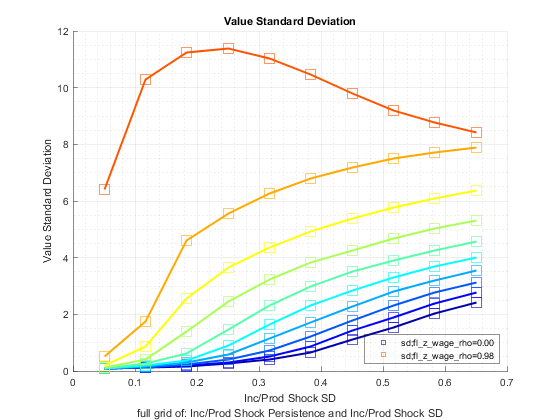 Value Standard Deviation
12
10
8
6
4
2
0
Value Standard Deviation
0
0.1
0.2
0.3
0.4
0.5
0.6
0.7
sd;fl_z_wage_rho=0.00
sd;fl_z_wage_rho=0.98
Inc/Prod Shock SD
full grid of: Inc/Prod Shock Persistence and Inc/Prod Shock SD